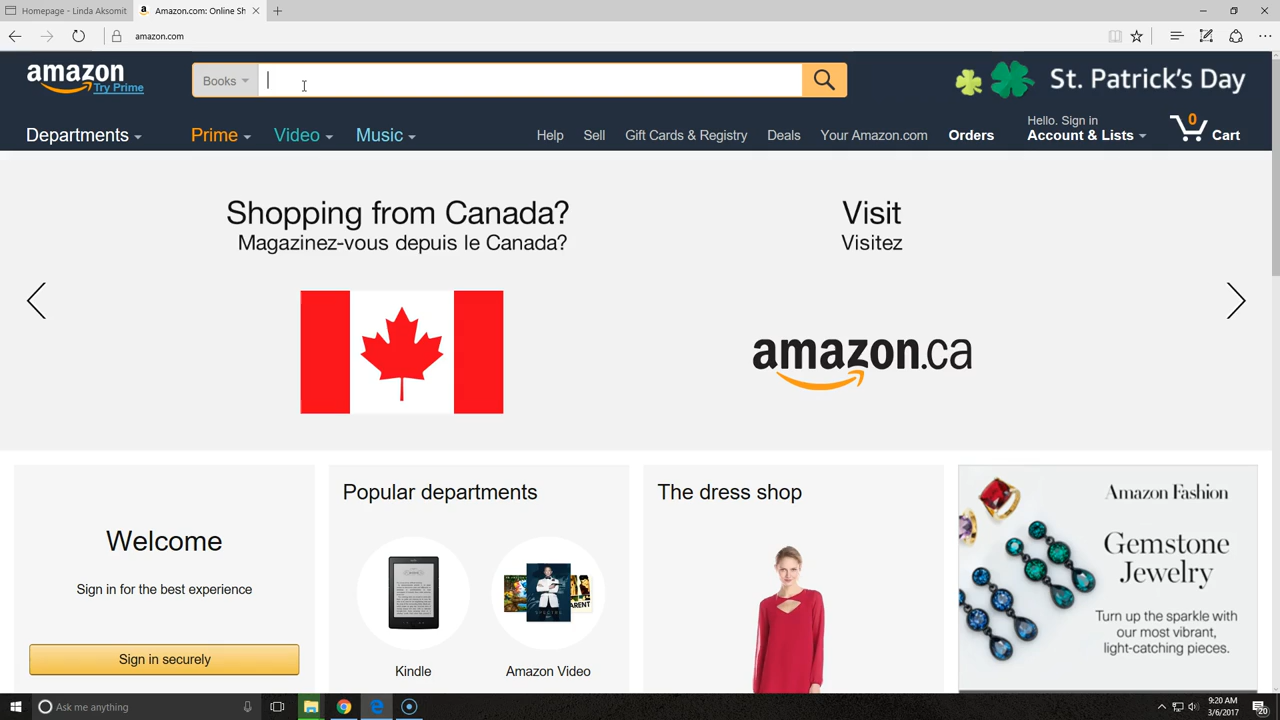 Homepage - Linda Aksomit
Amazon.com: Online Sh
amazon.com
amazon
Try Prime
Books
St. Patrick's Day
Departments
Prime
Video
Music
Help
Sell
Gift Cards & Registry
Deals
Your Amazon.com
Orders
Hello. Sign in
Account & Lists
0
Cart
Shopping from Canada?
Magazinez-vous depuis le Canada?
Visit
Visitez
amazon.ca
Welcome
Sign in for the best experience
Sign in securely
Popular departments
Kindle
SPECTRE
Amazon Video
The dress shop
Amazon Fashion
Gemstone
Jewelry
Turn up the sparkle with
our most vibrant,
light-catching pieces.
Ask me anything
9:20 AM
3/6/2017
20